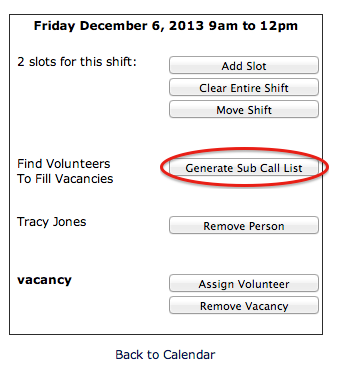 Friday December 6, 2013 9am to 12pm
2 slots for this shift:
Add Slot
Clear Entire Shift
Move Shift
Find Volunteers
To Fill Vacancies
Generate Sub Call List
Tracy Jones
Remove Person
vacancy
Assign Volunteer
Remove Vacancy
Back to Calendar